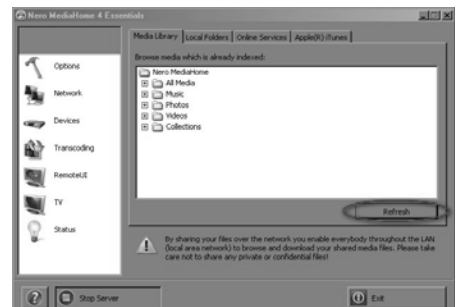 Nero MediaHome 4 Essentials
Media Library Local Folders Online Services Apple(R) iTunes
Browse media which is already indexed:
Nero MediaHome
All Media
Music
Photos
Videos
Collections
Options
Network
Devices
Transcoding
RemoteUI
TV
Status
Refresh
By sharing your files over the network you enable everybody throughout the LAN
(local area network) to browse and download your shared media files. Please take
care not to share any private or confidential files!
Stop Server
Exit